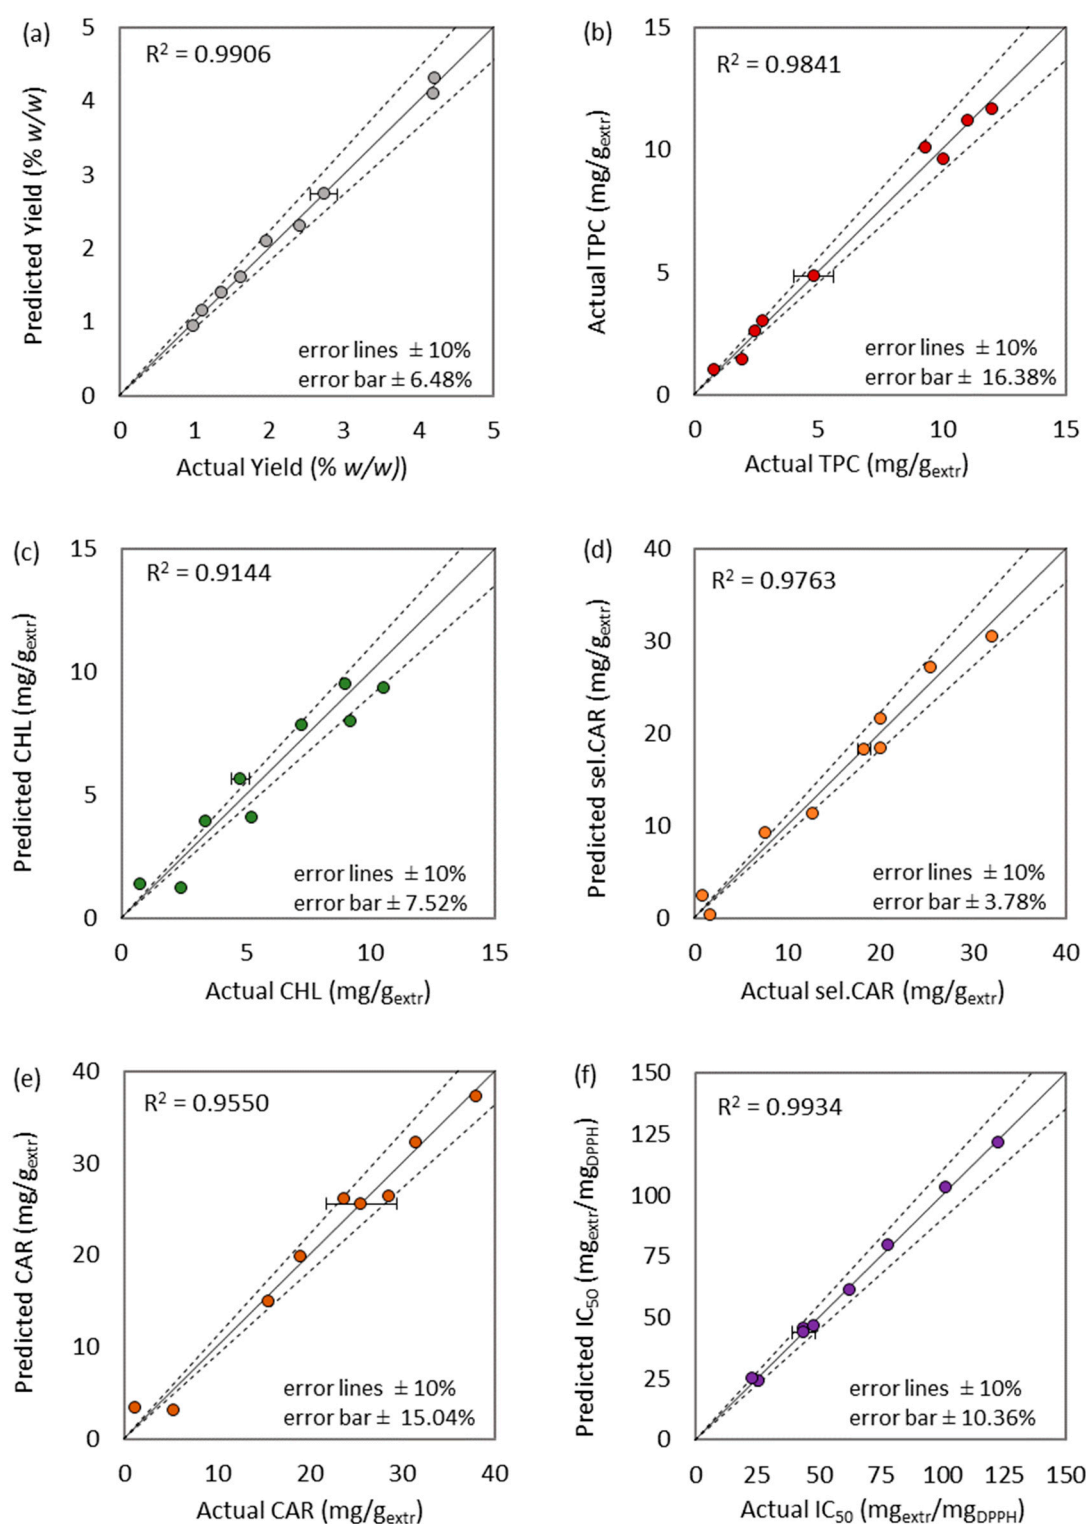 (a)
R² = 0.9906
Predicted Yield (% w/w)
5
4
3
2
1
0
error lines ± 10%
error bar ± 6.48%
0 1 2 3 4 5
Actual Yield (% w/w))
(b)
R² = 0.9841
Actual TPC (mg/gextr)
15
10
5
0
error lines ± 10%
error bar ± 16.38%
0 5 10 15
Actual TPC (mg/gextr)
(c)
R² = 0.9144
Predicted CHL (mg/gextr)
15
10
5
0
error lines ± 10%
error bar ± 7.52%
0 5 10 15
Actual CHL (mg/gextr)
(d)
R² = 0.9763
Predicted sel.CAR (mg/gextr)
40
30
20
10
0
error lines ± 10%
error bar ± 3.78%
0 10 20 30 40
Actual sel.CAR (mg/gextr)
(e)
R² = 0.9550
Predicted CAR (mg/gextr)
40
30
20
10
0
error lines ± 10%
error bar ± 15.04%
0 10 20 30 40
Actual CAR (mg/gextr)
(f)
R² = 0.9934
Predicted IC50 (mgextr/mgDPPH)
150
125
100
75
50
25
0
error lines ± 10%
error bar ± 10.36%
0 25 50 75 100 125 150
Actual IC50 (mgextr/mgDPPH)